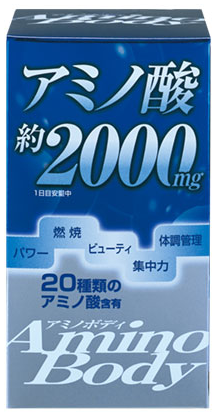 Amino Body
アミノ酸
約2000mg
1日目安量中
燃焼
体調管理
ビューティ
パワー
集中力
20種類の
アミノ酸含有
アミノボディ
Amino
Body